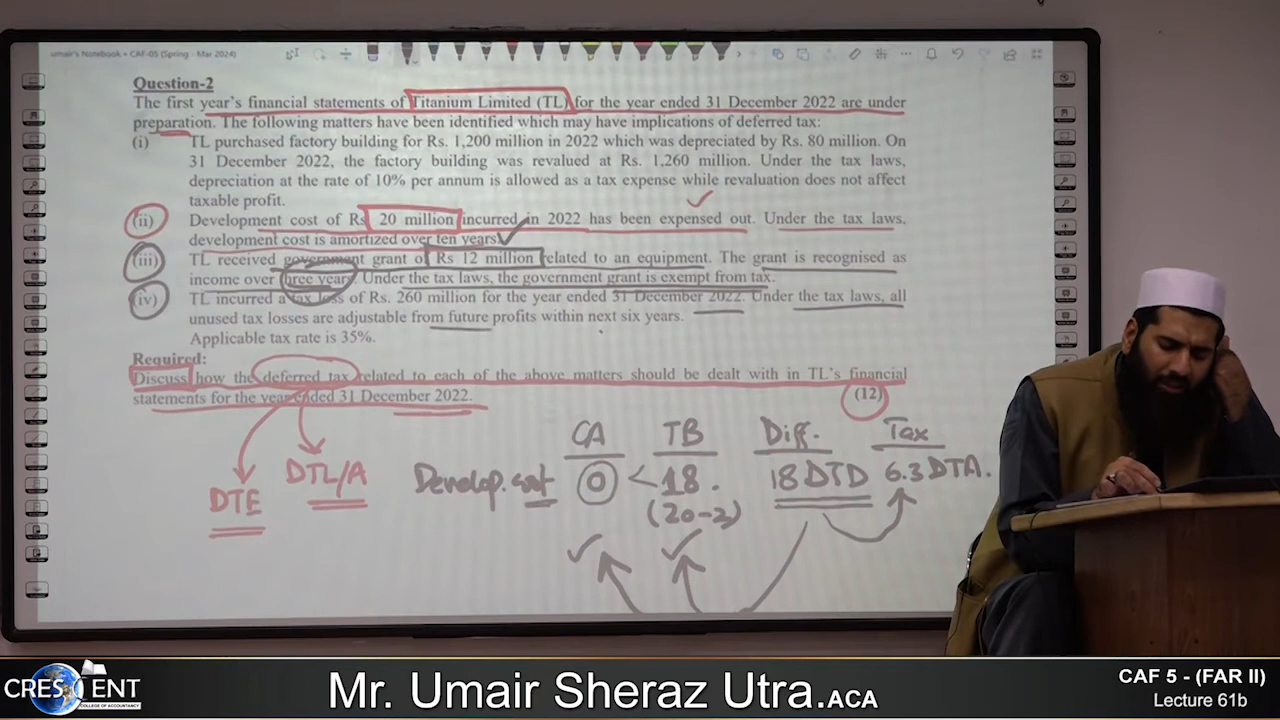 umair's Notebook » CAF-05 (Spring - Mar 2024)
Question-2
The first year's financial statements of Titanium Limited (TL) for the year ended 31 December 2022 are under
preparation. The following matters have been identified which may have implications of deferred tax:
(i) TL purchased factory building for Rs. 1,200 million in 2022 which was depreciated by Rs. 80 million. On
31 December 2022, the factory building was revalued at Rs. 1,260 million. Under the tax laws,
depreciation at the rate of 10% per annum is allowed as a tax expense while revaluation does not affect
taxable profit.
(ii) Development cost of Rs 20 million incurred in 2022 has been expensed out. Under the tax laws,
development cost is amortized over ten years.
(iii) TL received government grant of Rs 12 million related to an equipment. The grant is recognised as
income over three year. Under the tax laws, the government grant is exempt from tax.
(iv) TL incurred a tax loss of Rs. 260 million for the year ended 31 December 2022. Under the tax laws, all
unused tax losses are adjustable from future profits within next six years.
Applicable tax rate is 35%.
Required:
Discuss how the deferred tax related to each of the above matters should be dealt with in TL's financial
statements for the year ended 31 December 2022. (12)
CA TB Diff. Tax
Develop. cost 0 < 18. 18 DTD 6.3 DTA.
(20-2)
DTE DTL/A
CRESCENT
COLLEGE OF ACCOUNTANCY
Mr. Umair Sheraz Utra.ACA
CAF 5 - (FAR II)
Lecture 61b